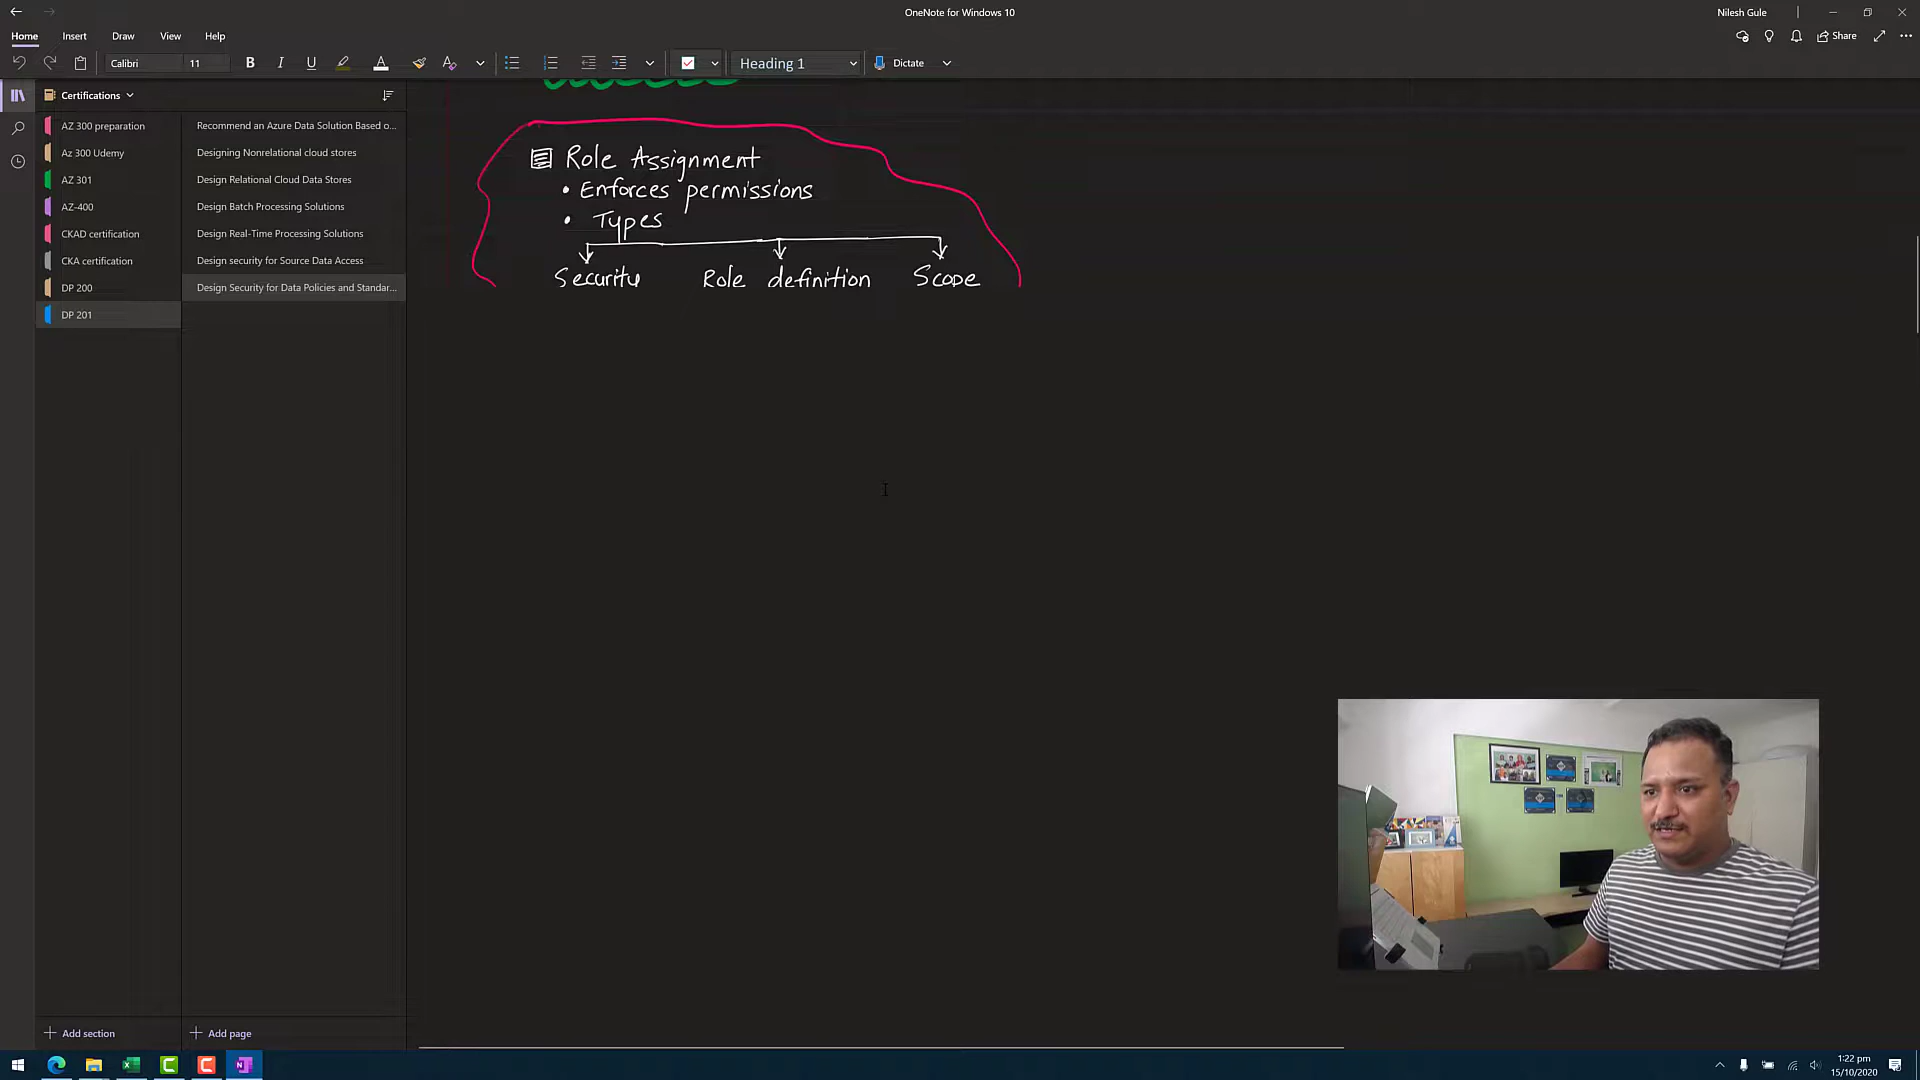 OneNote for Windows 10
Nilesh Gule
Home Insert Draw View Help
Share
Calibri 11 B I U A Heading 1 Dictate
Certifications
AZ 300 preparation
Az 300 Udemy
AZ 301
AZ-400
CKAD certification
CKA certification
DP 200
DP 201
Recommend an Azure Data Solution Based o...
Designing Nonrelational cloud stores
Design Relational Cloud Data Stores
Design Batch Processing Solutions
Design Real-Time Processing Solutions
Design security for Source Data Access
Design Security for Data Policies and Standar...
Role Assignment
• Enforces permissions
• Types
Security Role definition Scope
Add section
Add page
1:22 pm
15/10/2020